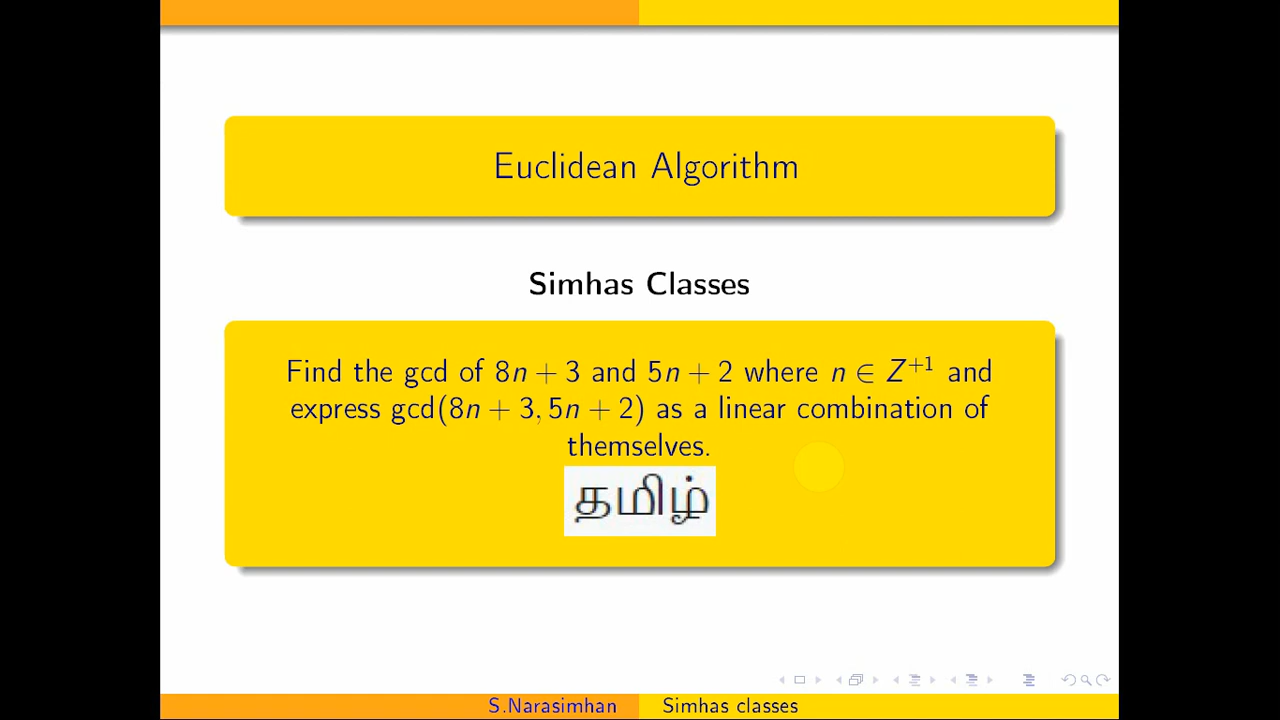 Euclidean Algorithm
Simhas Classes
Find the gcd of 8n + 3 and 5n + 2 where n ∈ Z⁺¹ and
express gcd(8n + 3, 5n + 2) as a linear combination of
themselves.
தமிழ்
S.Narasimhan Simhas classes